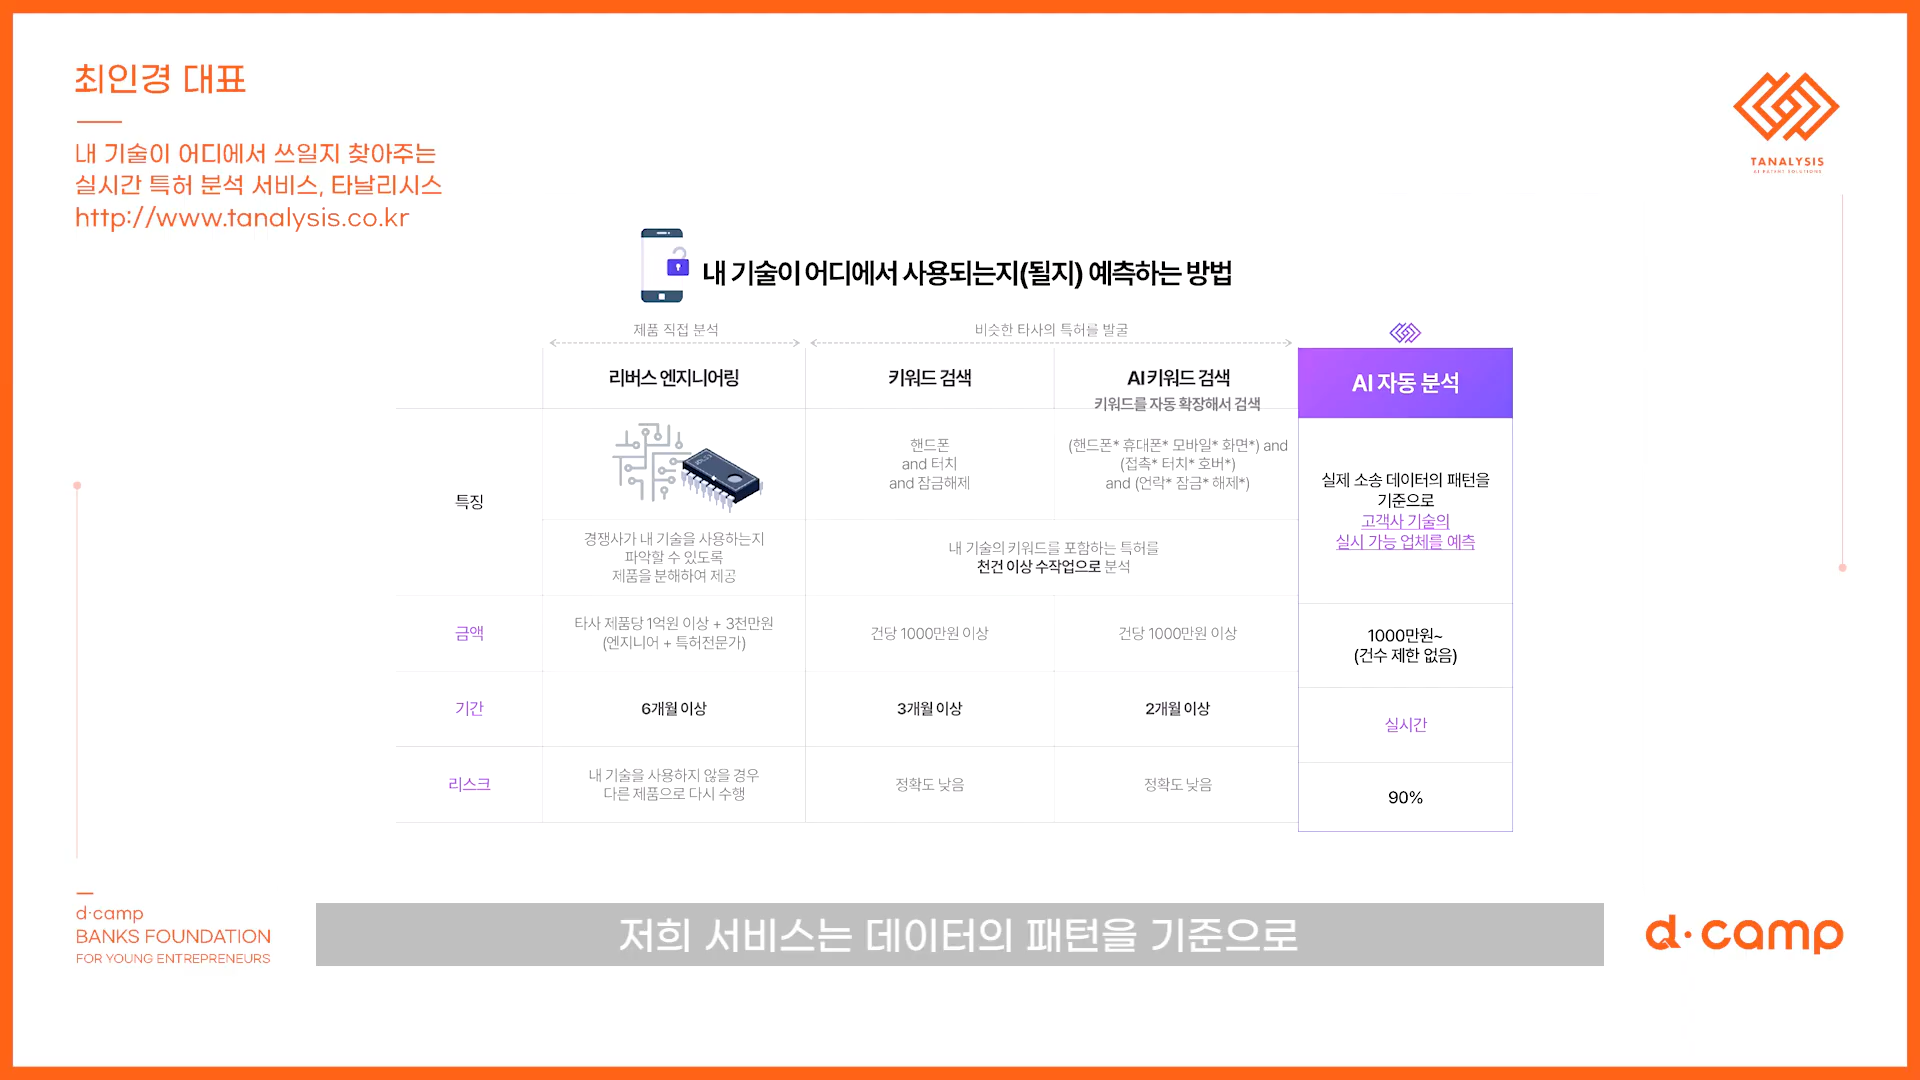 최인경 대표
내 기술이 어디에서 쓰일지 찾아주는
실시간 특허 분석 서비스, 타날리시스
http://www.tanalysis.co.kr
TANALYSIS
AI PATENT SOLUTIONS
내 기술이 어디에서 사용되는지(될지) 예측하는 방법
제품 직접 분석
비슷한 타사의 특허를 발굴
리버스 엔지니어링
키워드 검색
AI 키워드 검색
키워드를 자동 확장해서 검색
AI 자동 분석
특징
핸드폰
and 터치
and 잠금해제
(핸드폰* 휴대폰* 모바일* 화면*) and
(접촉* 터치* 호버*)
and (언락* 잠금* 해제*)
경쟁사가 내 기술을 사용하는지
파악할 수 있도록
제품을 분해하여 제공
내 기술의 키워드를 포함하는 특허를
천건 이상 수작업으로 분석
실제 소송 데이터의 패턴을
기준으로
고객사 기술의
실시 가능 업체를 예측
금액
타사 제품당 1억원 이상 + 3천만원
(엔지니어 + 특허전문가)
건당 1000만원 이상
건당 1000만원 이상
1000만원~
(건수 제한 없음)
기간
6개월 이상
3개월 이상
2개월 이상
실시간
리스크
내 기술을 사용하지 않을 경우
다른 제품으로 다시 수행
정확도 낮음
정확도 낮음
90%
d·camp
BANKS FOUNDATION
FOR YOUNG ENTREPRENEURS
저희 서비스는 데이터의 패턴을 기준으로
d·camp